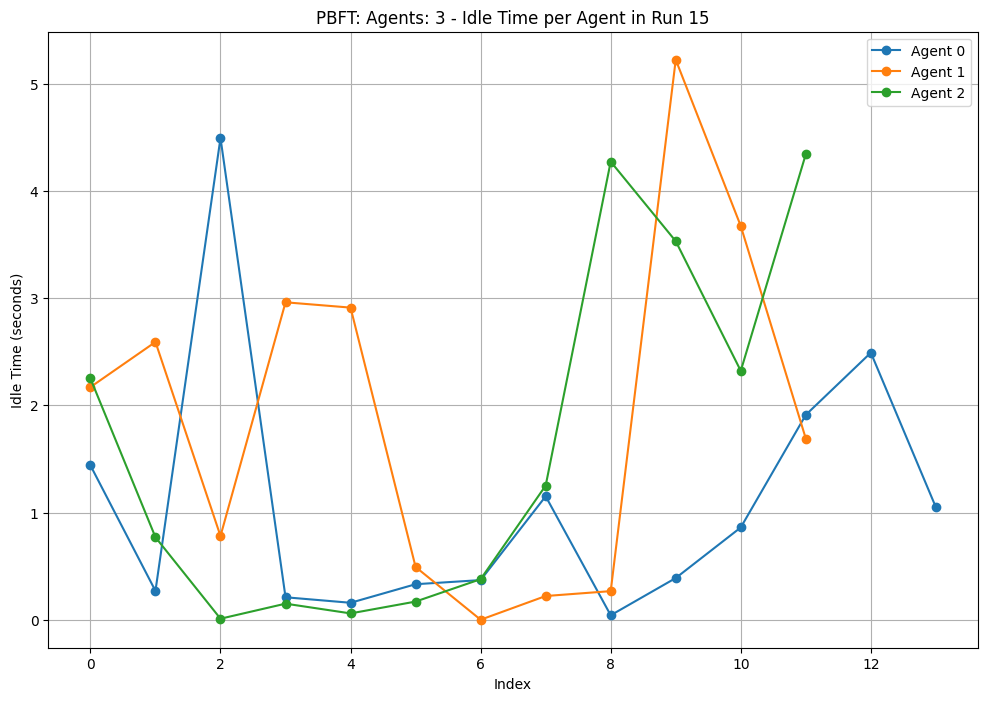 PBFT: Agents: 3 - Idle Time per Agent in Run 15
Agent 0
Agent 1
Agent 2
Idle Time (seconds)
5
4
3
2
1
0
0 2 4 6 8 10 12
Index